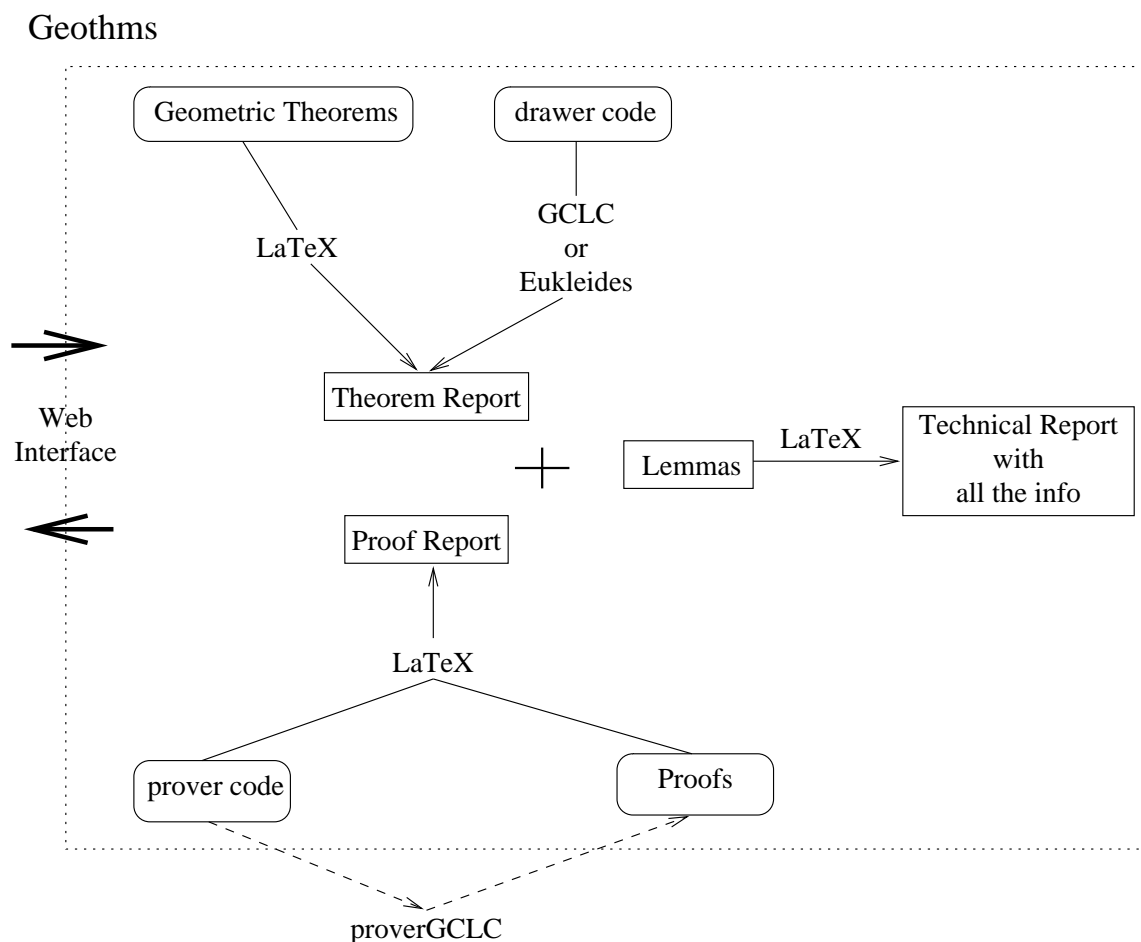 Geothms
Geometric Theorems
drawer code
GCLC
or
Eukleides
LaTeX
Theorem Report
Web
Interface
Lemmas
LaTeX
Technical Report
with
all the info
Proof Report
LaTeX
prover code
Proofs
proverGCLC